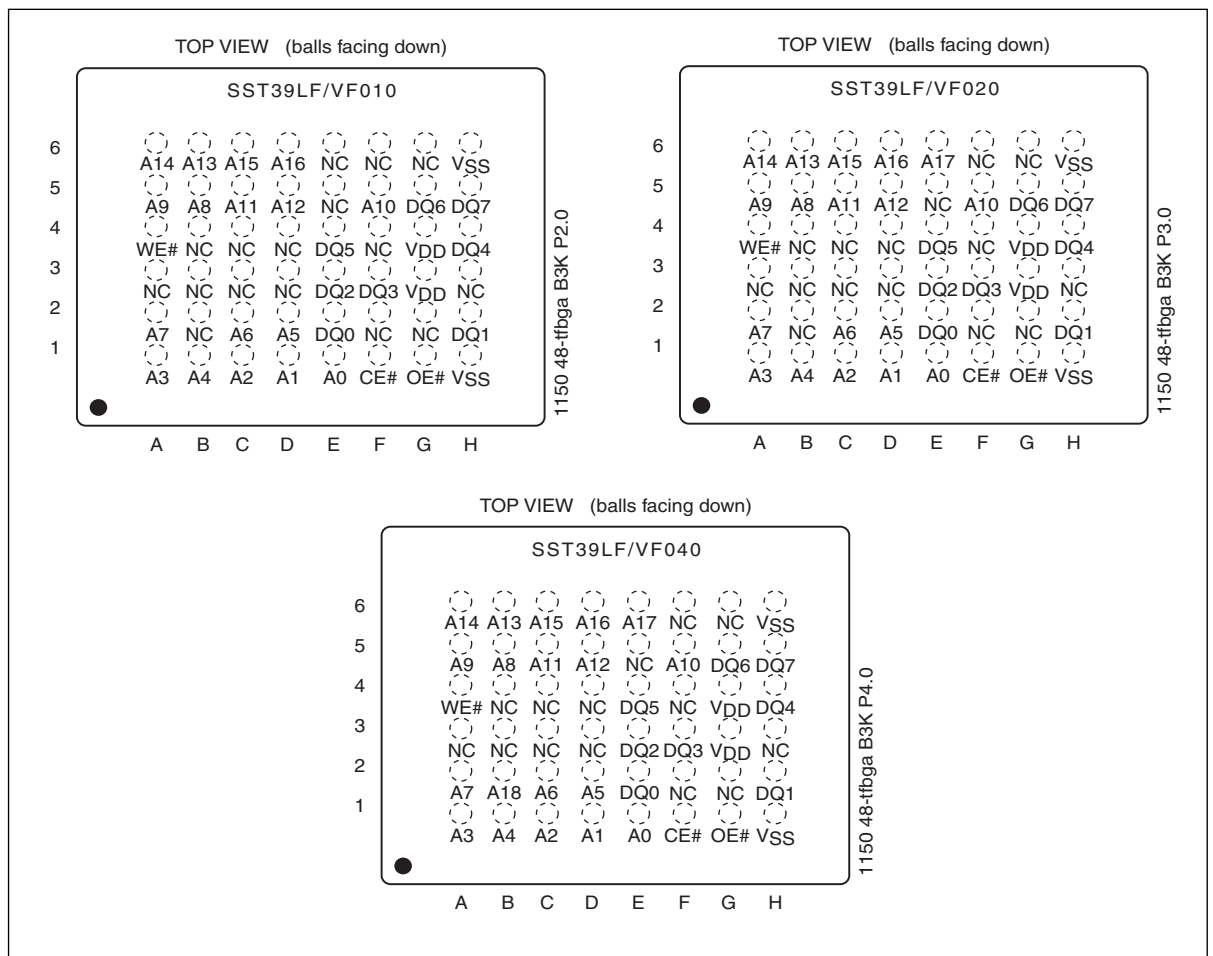 TOP VIEW (balls facing down)
SST39LF/VF010
6
A14 A13 A15 A16 NC NC NC VSS
5
A9 A8 A11 A12 NC A10 DQ6 DQ7
4
WE# NC NC NC DQ5 NC VDD DQ4
3
NC NC NC NC DQ2 DQ3 VDD NC
2
A7 NC A6 A5 DQ0 NC NC DQ1
1
A3 A4 A2 A1 A0 CE# OE# VSS
A B C D E F G H
1150 48-tfbga B3K P2.0
TOP VIEW (balls facing down)
SST39LF/VF020
6
A14 A13 A15 A16 A17 NC NC VSS
5
A9 A8 A11 A12 NC A10 DQ6 DQ7
4
WE# NC NC NC DQ5 NC VDD DQ4
3
NC NC NC NC DQ2 DQ3 VDD NC
2
A7 NC A6 A5 DQ0 NC NC DQ1
1
A3 A4 A2 A1 A0 CE# OE# VSS
A B C D E F G H
1150 48-tfbga B3K P3.0
TOP VIEW (balls facing down)
SST39LF/VF040
6
A14 A13 A15 A16 A17 NC NC VSS
5
A9 A8 A11 A12 NC A10 DQ6 DQ7
4
WE# NC NC NC DQ5 NC VDD DQ4
3
NC NC NC NC DQ2 DQ3 VDD NC
2
A7 A18 A6 A5 DQ0 NC NC DQ1
1
A3 A4 A2 A1 A0 CE# OE# VSS
A B C D E F G H
1150 48-tfbga B3K P4.0